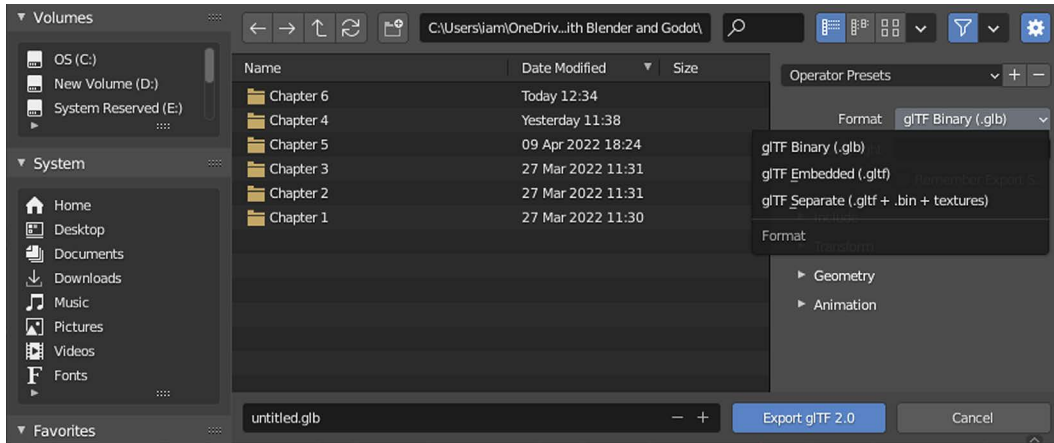 Volumes
OS (C:)
New Volume (D:)
System Reserved (E:)
System
Home
Desktop
Documents
Downloads
Music
Pictures
Videos
Fonts
Favorites
C:\Users\iam\OneDriv...ith Blender and Godot\
Name Date Modified Size
Chapter 6 Today 12:34
Chapter 4 Yesterday 11:38
Chapter 5 09 Apr 2022 18:24
Chapter 3 27 Mar 2022 11:31
Chapter 2 27 Mar 2022 11:31
Chapter 1 27 Mar 2022 11:30
untitled.glb
Operator Presets
Format glTF Binary (.glb)
glTF Binary (.glb)
glTF Embedded (.gltf)
Remember Export S
glTF Separate (.gltf + .bin + textures)
Include
Format
Transform
Geometry
Animation
Export glTF 2.0 Cancel